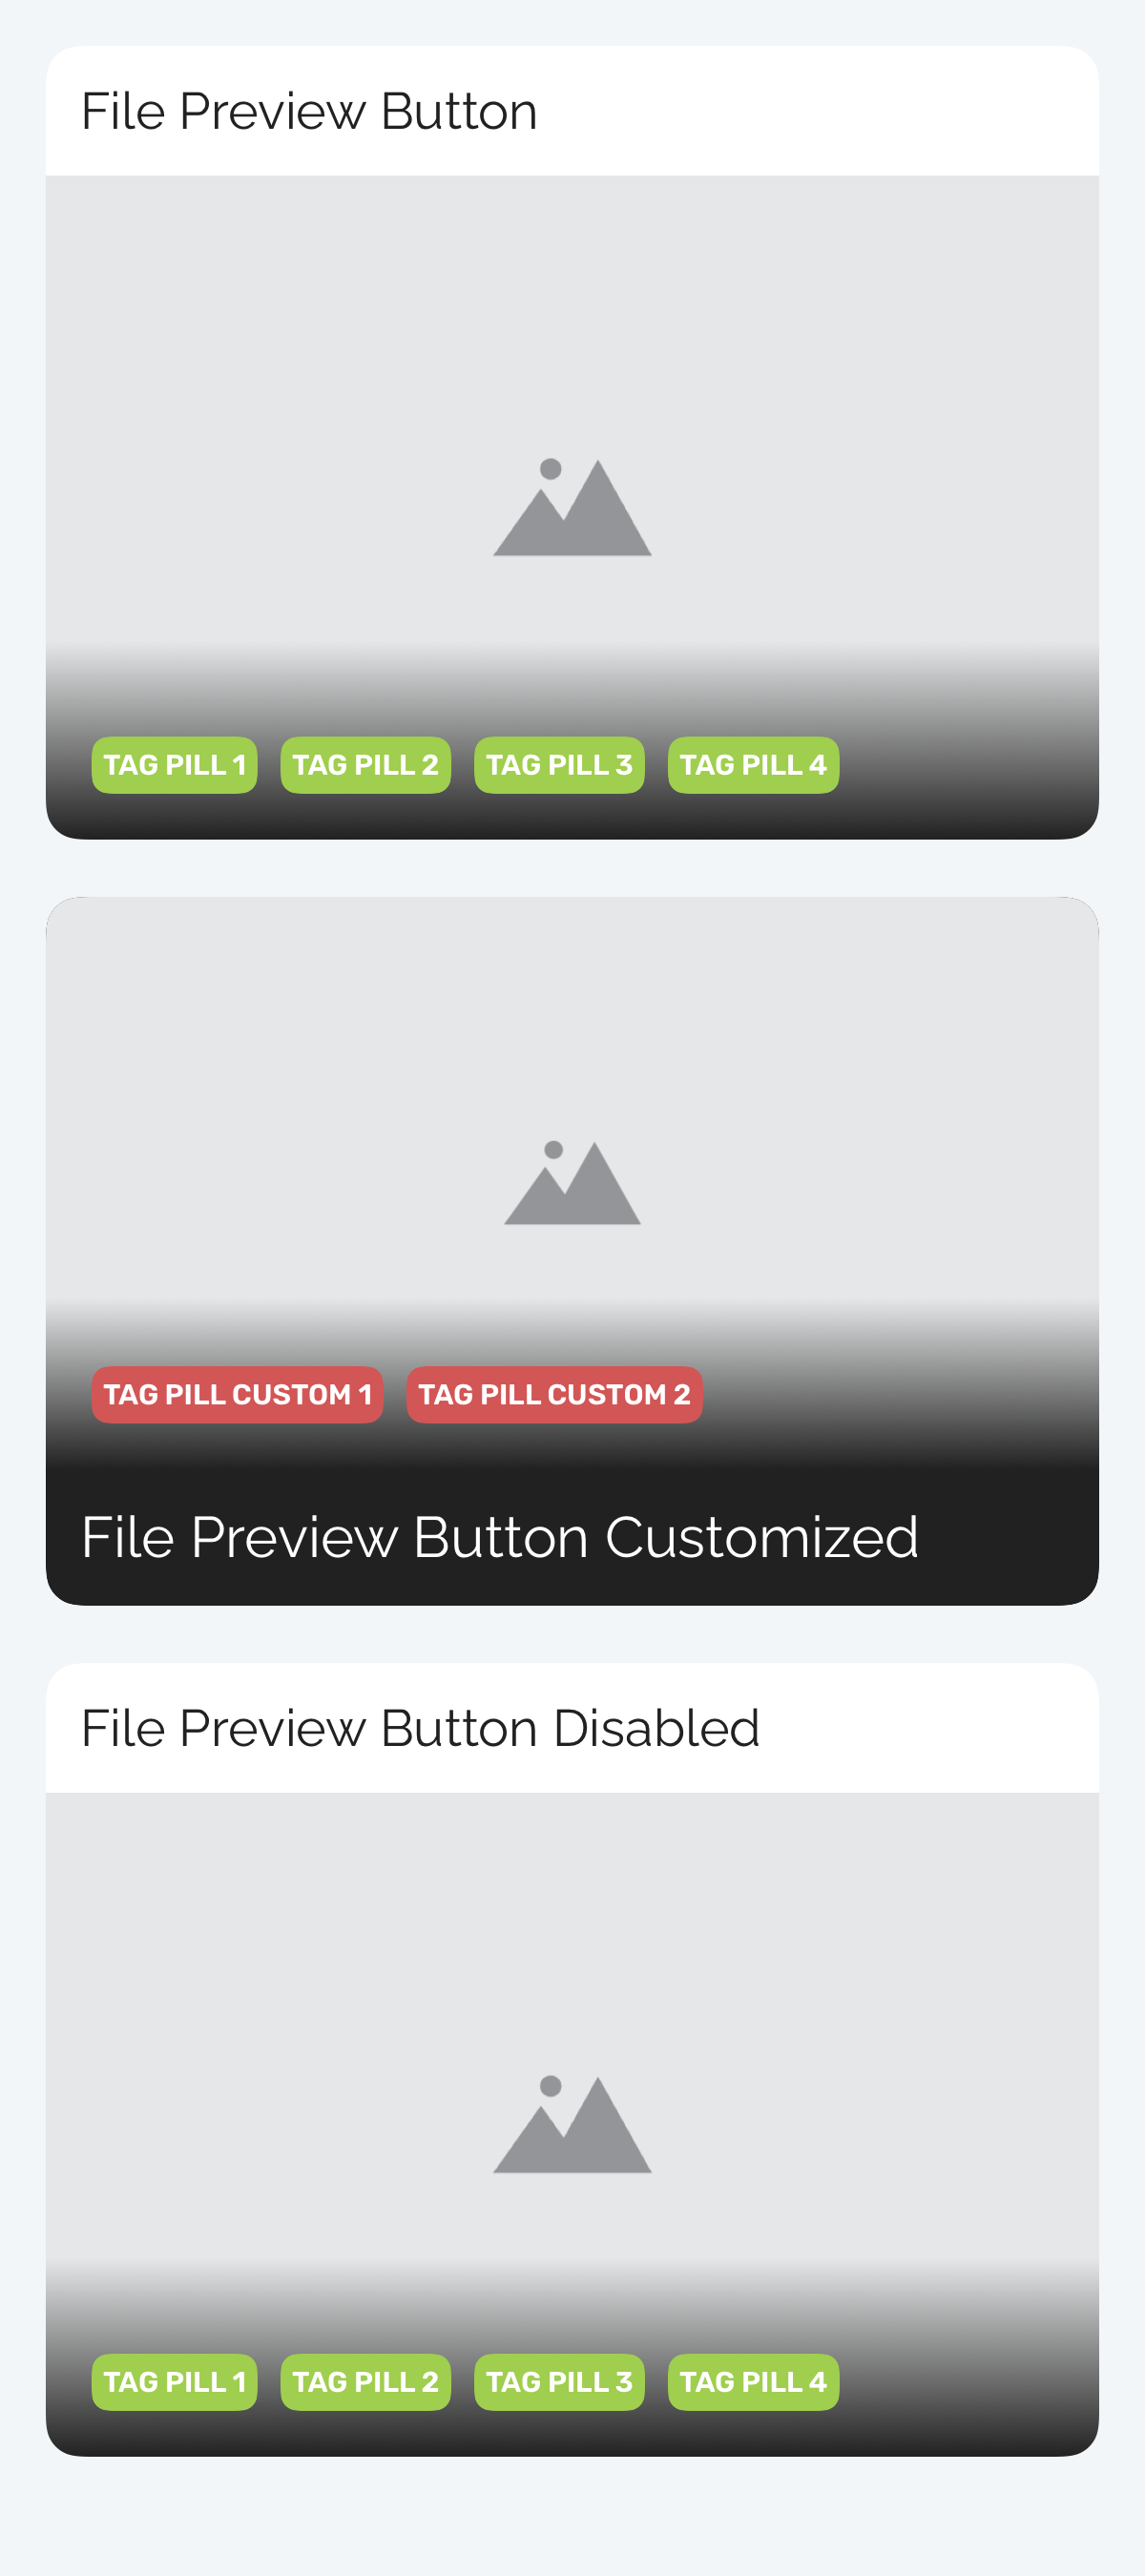 File Preview Button
TAG PILL 1 TAG PILL 2 TAG PILL 3 TAG PILL 4
TAG PILL CUSTOM 1 TAG PILL CUSTOM 2
File Preview Button Customized
File Preview Button Disabled
TAG PILL 1 TAG PILL 2 TAG PILL 3 TAG PILL 4